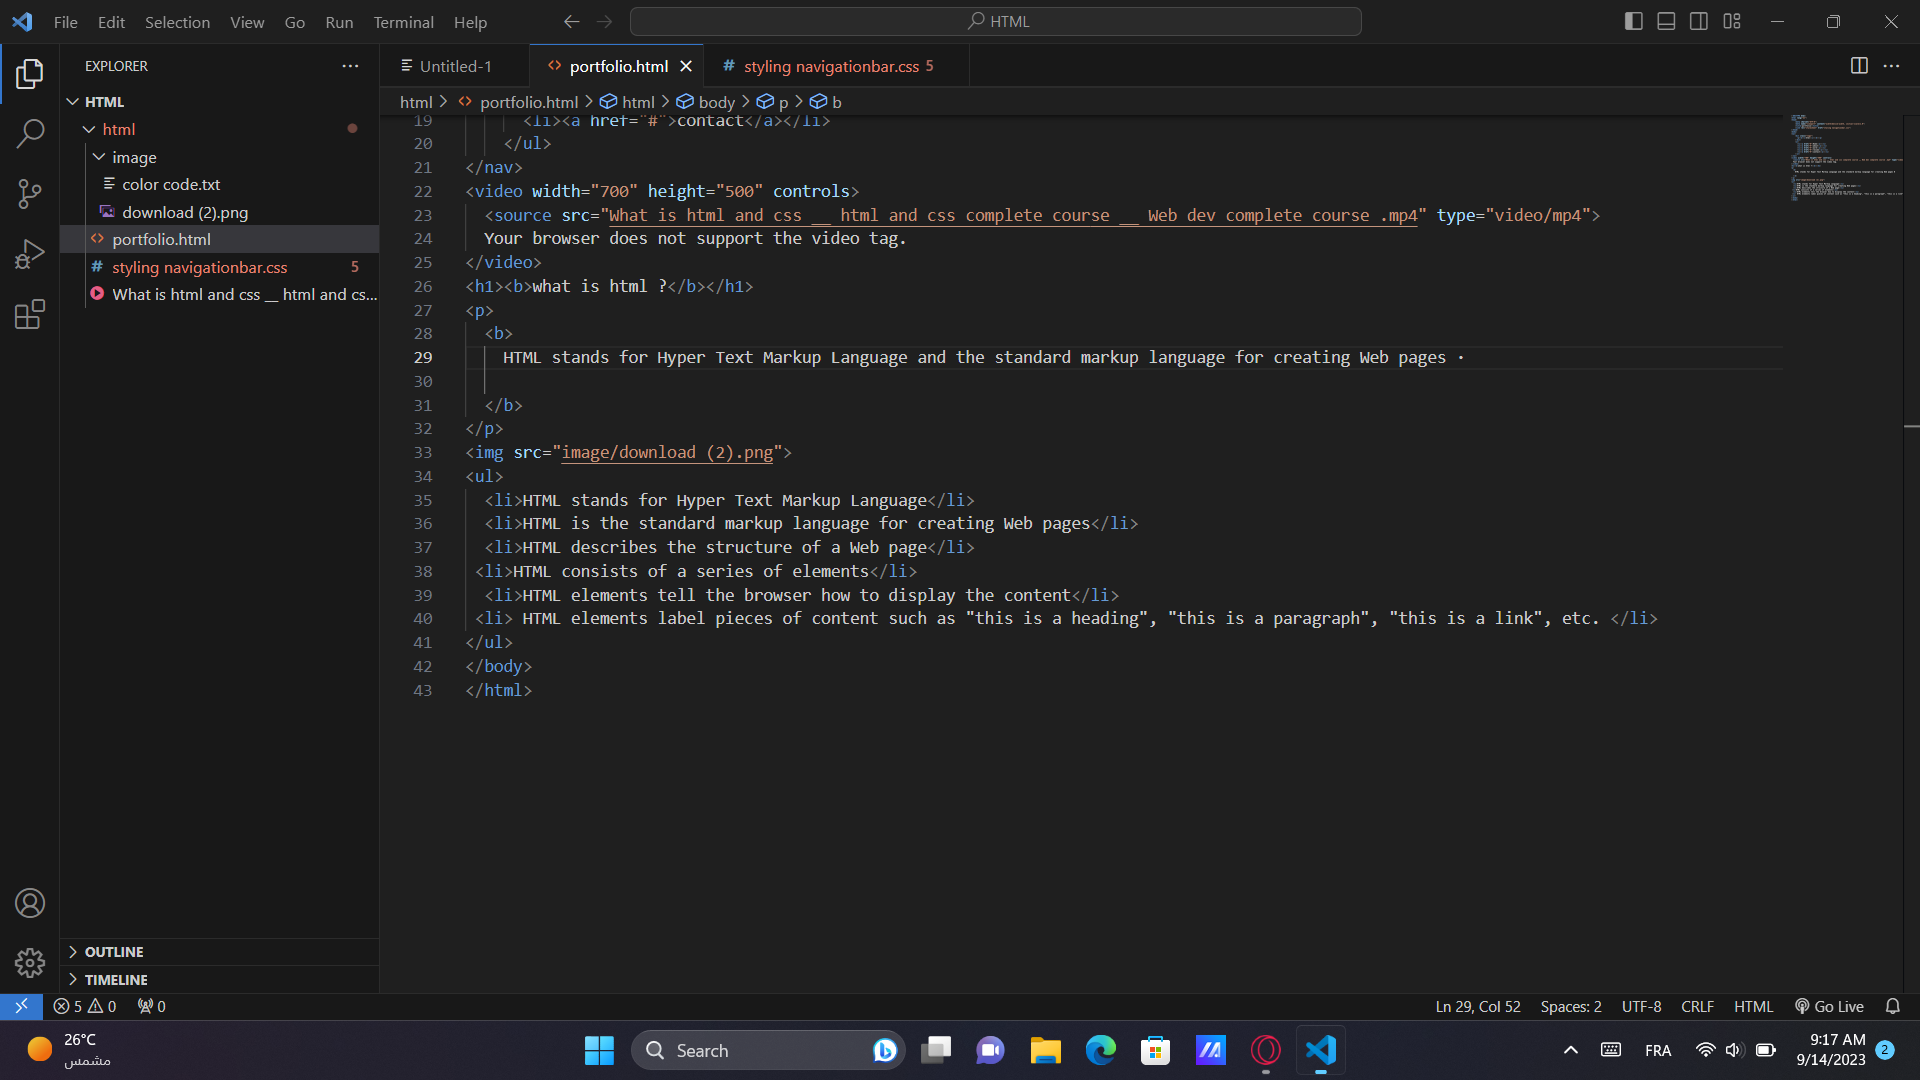 File Edit Selection View Go Run Terminal Help
HTML
EXPLORER
HTML
html
image
color code.txt
download (2).png
portfolio.html
styling navigationbar.css 5
What is html and css __ html and cs...
OUTLINE
TIMELINE
Untitled-1
portfolio.html
styling navigationbar.css 5
html > portfolio.html > html > body > p > b
19 <li><a href="#">contact</a></li>
20 </ul>
21 </nav>
22 <video width="700" height="500" controls>
23 <source src="What is html and css __ html and css complete course __ Web dev complete course .mp4" type="video/mp4">
24 Your browser does not support the video tag.
25 </video>
26 <h1><b>what is html ?</b></h1>
27 <p>
28 <b>
29 HTML stands for Hyper Text Markup Language and the standard markup language for creating Web pages ·
30
31 </b>
32 </p>
33 <img src="image/download (2).png">
34 <ul>
35 <li>HTML stands for Hyper Text Markup Language</li>
36 <li>HTML is the standard markup language for creating Web pages</li>
37 <li>HTML describes the structure of a Web page</li>
38 <li>HTML consists of a series of elements</li>
39 <li>HTML elements tell the browser how to display the content</li>
40 <li> HTML elements label pieces of content such as "this is a heading", "this is a paragraph", "this is a link", etc. </li>
41 </ul>
42 </body>
43 </html>
5 0 0
Ln 29, Col 52 Spaces: 2 UTF-8 CRLF HTML Go Live
26°C
مشمس
Search
FRA
9:17 AM
9/14/2023
2